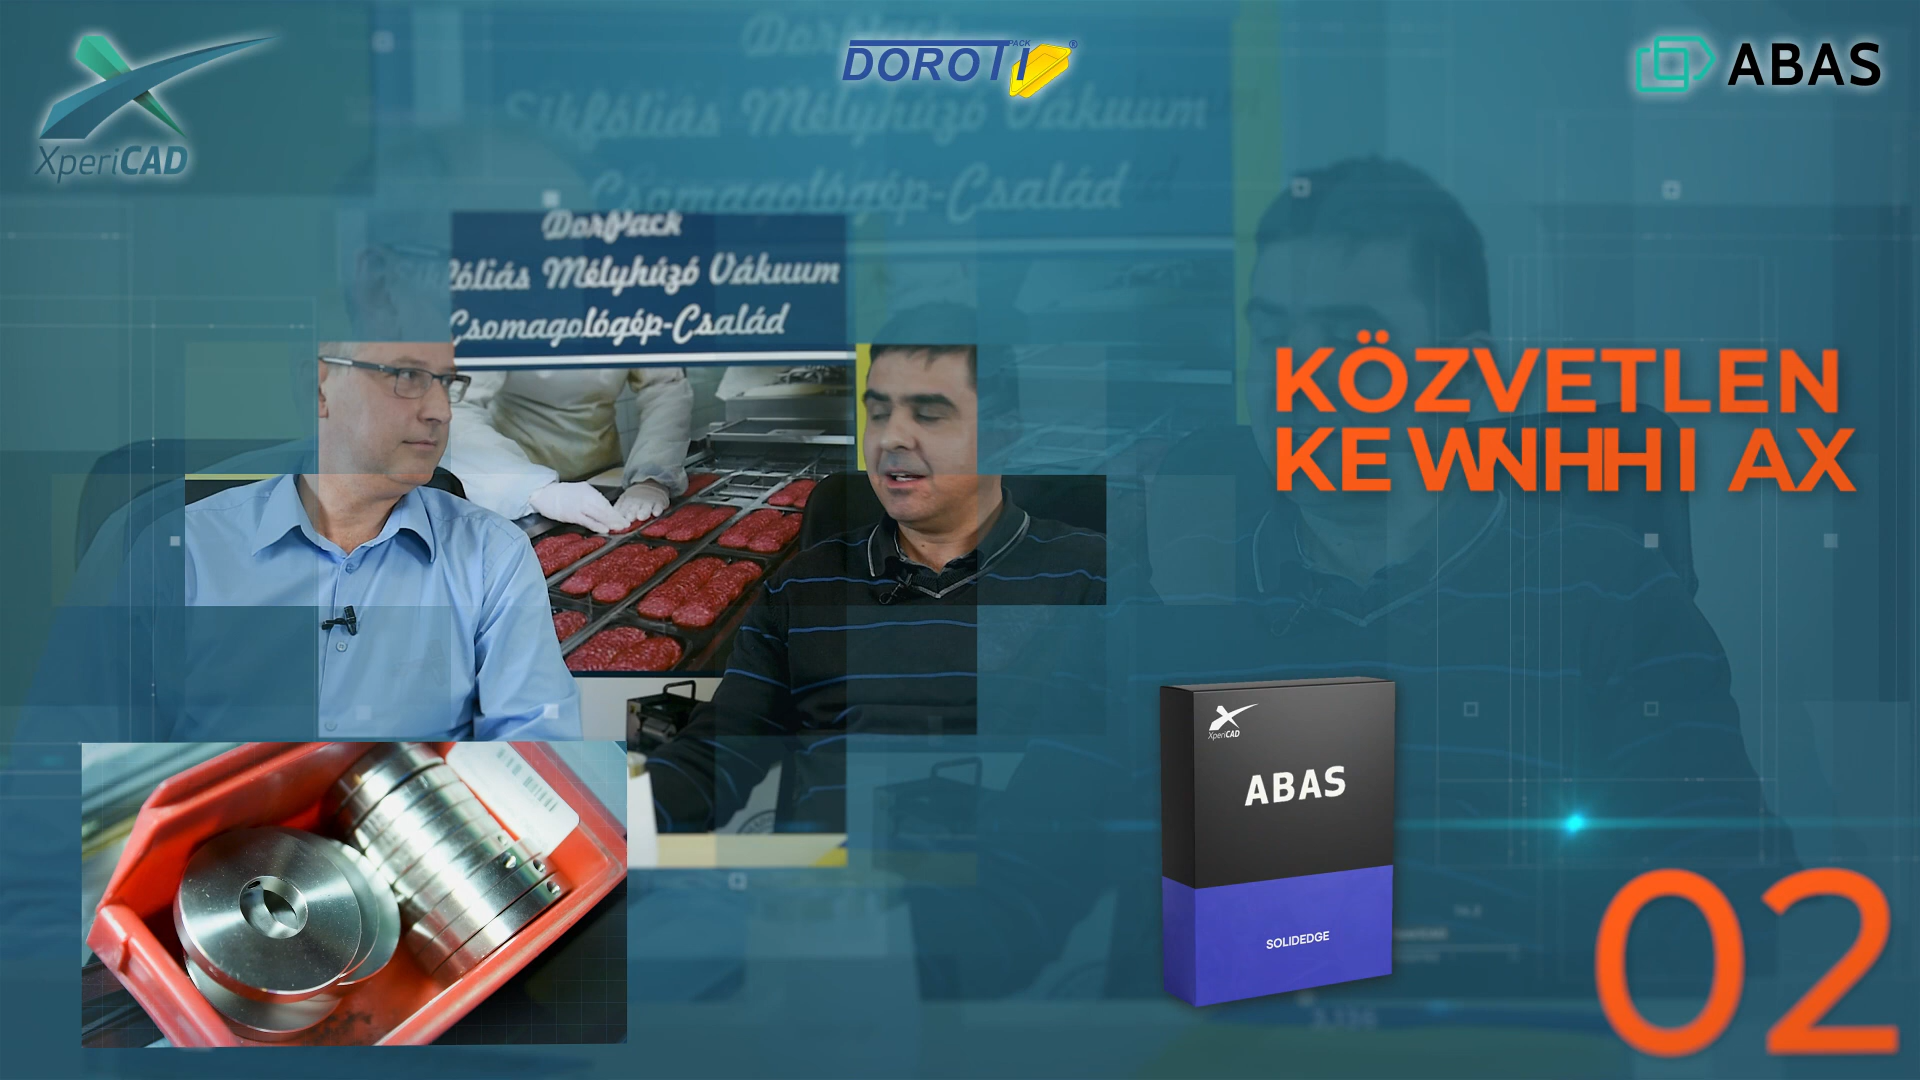 XperiCAD
DOROTI
PACK
®
ABAS
DorPack
Síkfóliás Mélyhúzó Vákuum
Csomagológép-Család
DorPack
Síkfóliás Mélyhúzó Vákuum
Csomagológép-Család
KÖZVETLEN
XperiCAD
ABAS
SOLIDEDGE
02